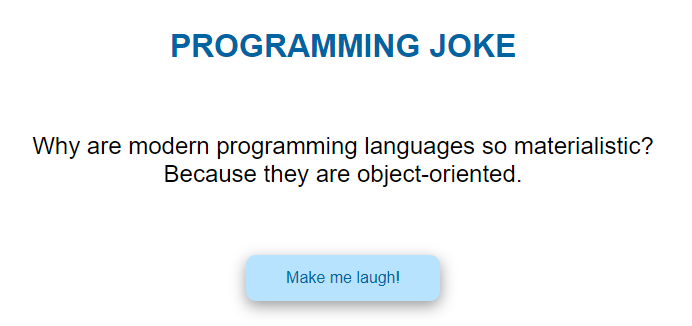 PROGRAMMING JOKE
Why are modern programming languages so materialistic?
Because they are object-oriented.
Make me laugh!